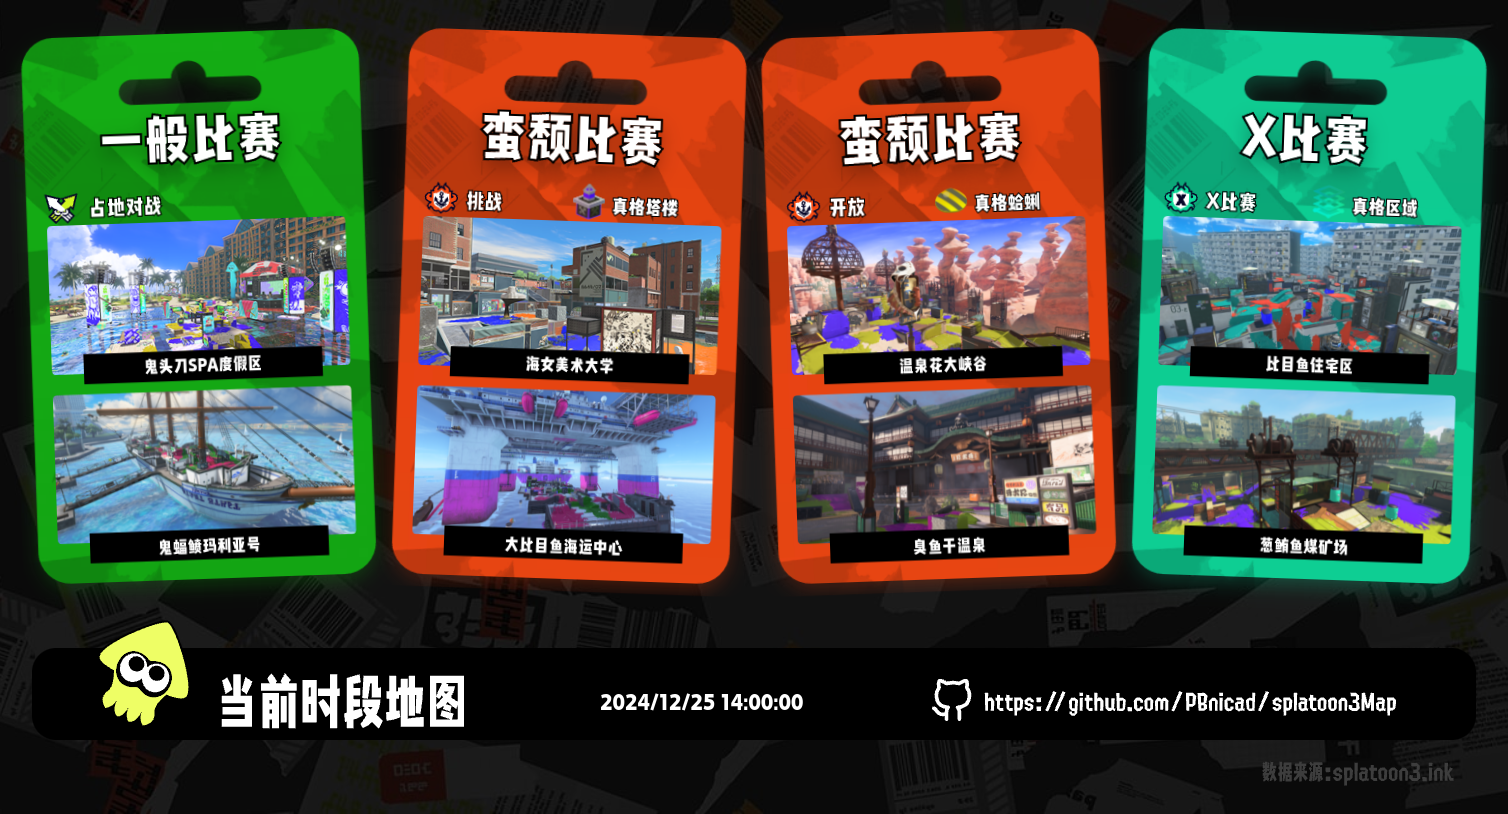 一般比赛
占地对战
鬼头刀SPA度假区
鬼蝠鲼玛利亚号
蛮颓比赛
挑战
真格塔楼
海女美术大学
大比目鱼海运中心
蛮颓比赛
开放
真格蛤蜊
温泉花大峡谷
臭鱼干温泉
X比赛
X比赛
真格区域
比目鱼住宅区
葱鲔鱼煤矿场
当前时段地图
2024/12/25 14:00:00
https://github.com/PBnicad/splatoon3Map
数据来源:splatoon3.ink